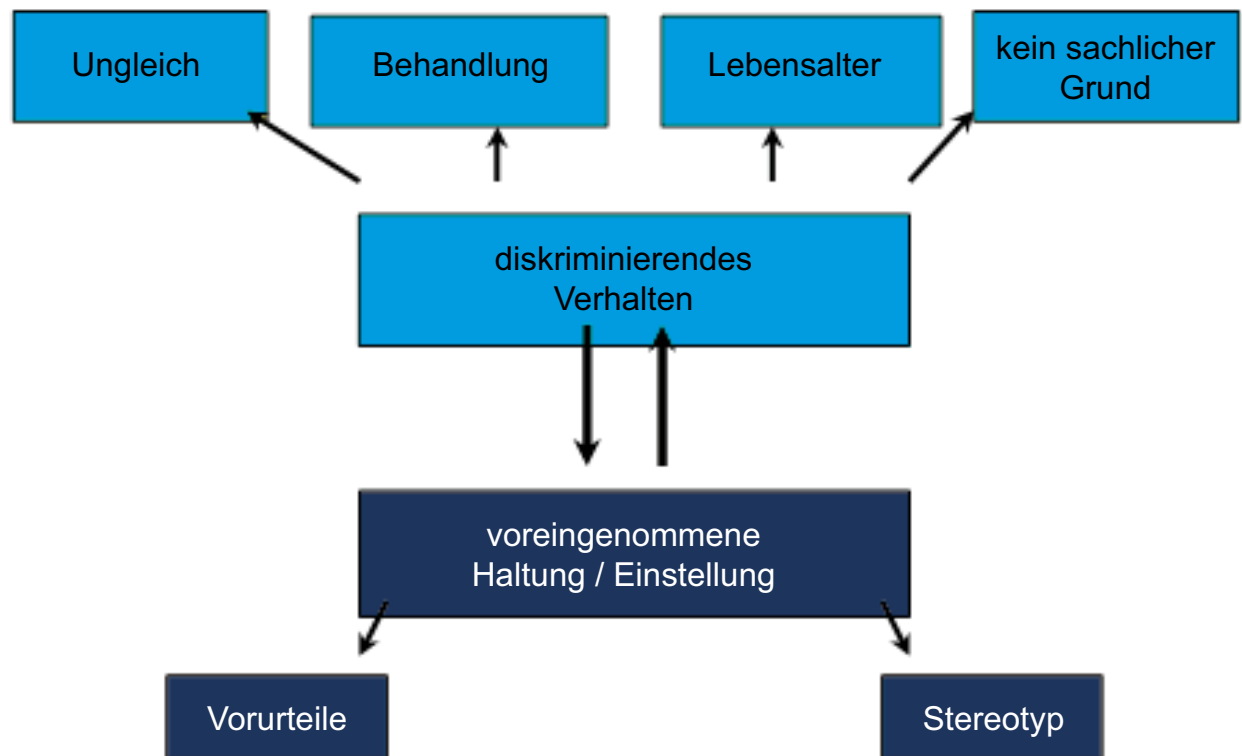 Ungleich
Behandlung
Lebensalter
kein sachlicher
Grund
diskriminierendes
Verhalten
voreingenommene
Haltung / Einstellung
Vorurteile
Stereotyp